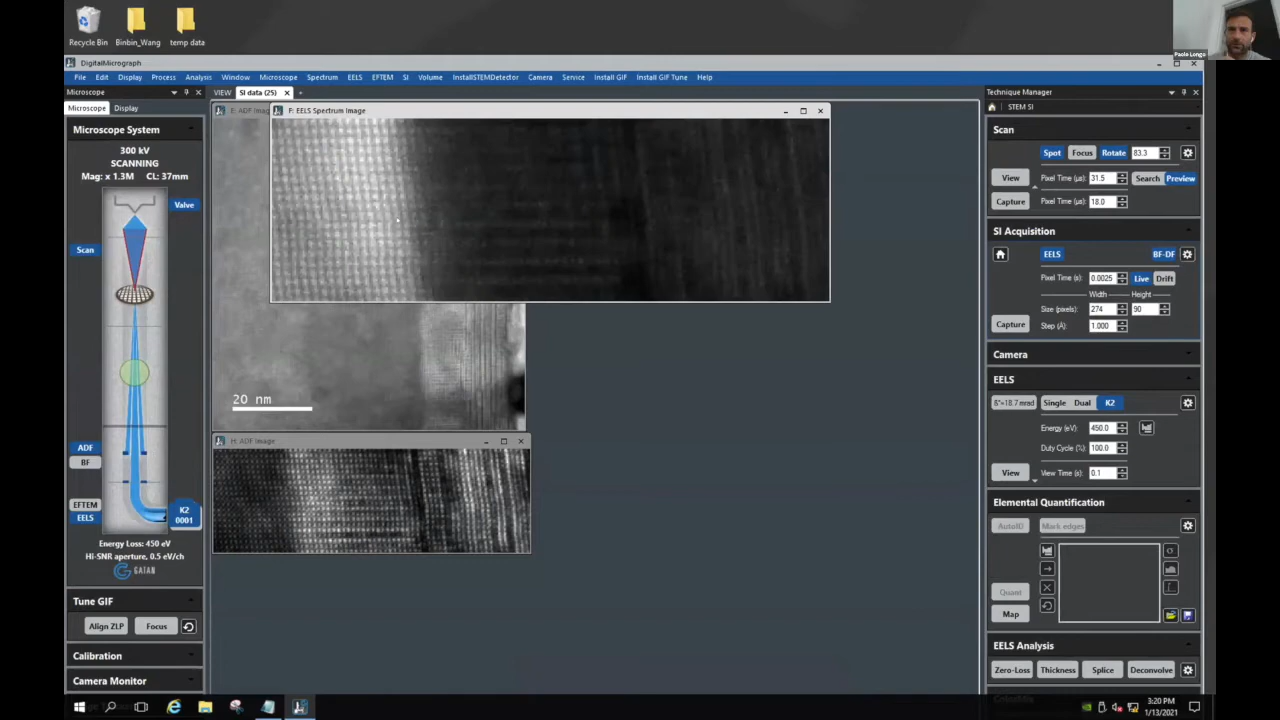 Recycle Bin
Binbin_Wang
temp data
Paolo Longo
DigitalMicrograph
File Edit Display Process Analysis Window Microscope Spectrum EELS EFTEM SI Volume InstallSTEMDetector Camera Service Install GIF Install GIF Tune Help
Microscope
VIEW SI data (25)
Technique Manager
Microscope Display
E: ADF Imag
F: EELS Spectrum Image
STEM SI
Microscope System
Scan
300 kV
SCANNING
Mag: x 1.3M CL: 37mm
Spot Focus Rotate 83.3
View Pixel Time (µs) 31.5 Search Preview
Capture Pixel Time (µs) 18.0
Valve
Scan
SI Acquisition
EELS BF-DF
Pixel Time (s) 0.0025 Live Drift
Width Height
Size (pixels) 274 90
Capture Step (Å) 1.000
Camera
EELS
20 nm
Single Dual K2
Energy (eV) 450.0
Duty Cycle (%) 100.0
View View Time (s) 0.1
H: ADF Image
ADF
BF
EFTEM
EELS
K2
0001
Energy Loss: 450 eV
Hi-SNR aperture, 0.5 eV/ch
GATAN
Elemental Quantification
AutoID Mark edges
Quant
Map
Tune GIF
Align ZLP Focus
Calibration
Camera Monitor
EELS Analysis
Zero-Loss Thickness Splice Deconvolve
3:20 PM
1/13/2021